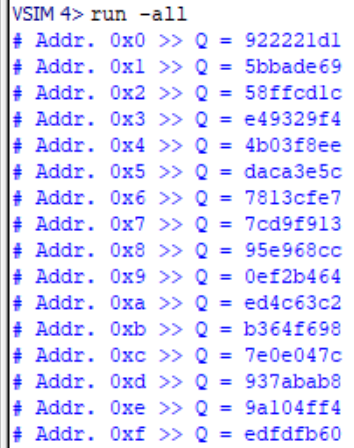 VSIM 4> run -all
# Addr. 0x0 >> Q = 922221d1
# Addr. 0x1 >> Q = 5bbade69
# Addr. 0x2 >> Q = 58ffcd1c
# Addr. 0x3 >> Q = e49329f4
# Addr. 0x4 >> Q = 4b03f8ee
# Addr. 0x5 >> Q = daca3e5c
# Addr. 0x6 >> Q = 7813cfe7
# Addr. 0x7 >> Q = 7cd9f913
# Addr. 0x8 >> Q = 95e968cc
# Addr. 0x9 >> Q = 0ef2b464
# Addr. 0xa >> Q = ed4c63c2
# Addr. 0xb >> Q = b364f698
# Addr. 0xc >> Q = 7e0e047c
# Addr. 0xd >> Q = 937abab8
# Addr. 0xe >> Q = 9a104ff4
# Addr. 0xf >> Q = edfdfb60